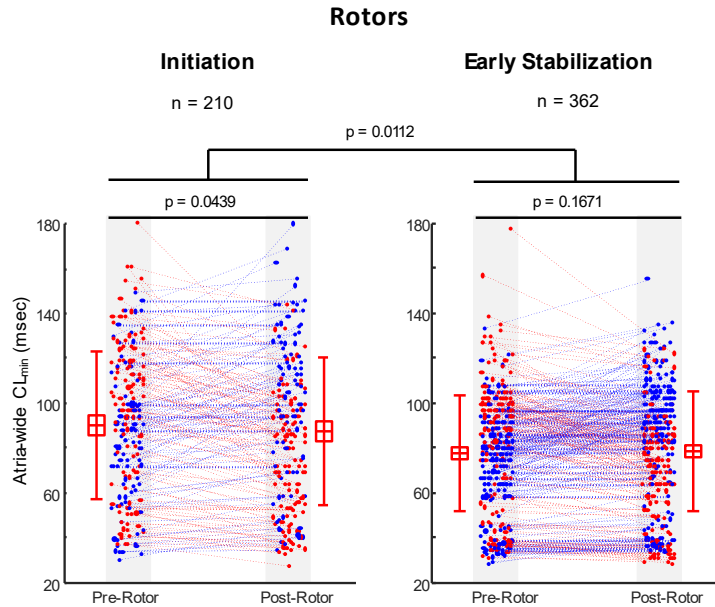 Rotors
Initiation
Early Stabilization
n = 210
n = 362
p = 0.0112
p = 0.0439
p = 0.1671
Atria-wide CLmin (msec)
180
140
100
60
20
Pre-Rotor
Post-Rotor
180
140
100
60
20
Pre-Rotor
Post-Rotor